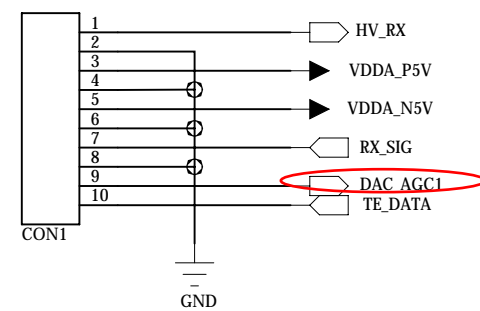 1 HV_RX
2
3 VDDA_P5V
4
5 VDDA_N5V
6
7 RX_SIG
8
9 DAC_AGC1
10 TE_DATA
CON1
GND